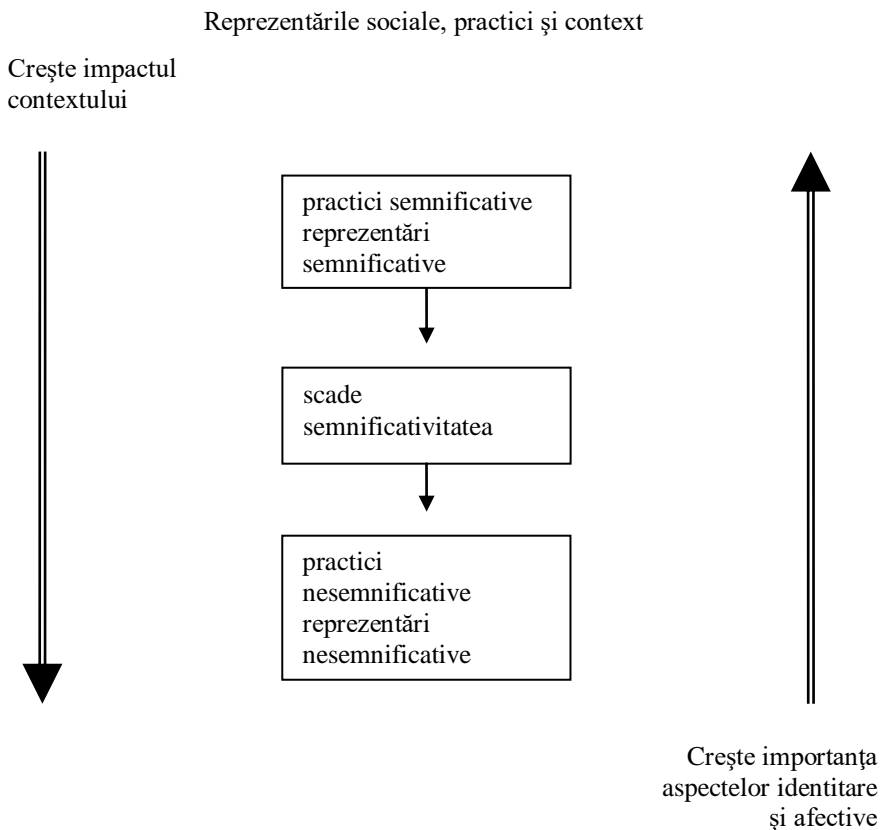 Reprezentările sociale, practici şi context
Creşte impactul
contextului
practici semnificative
reprezentări
semnificative
scade
semnificativitatea
practici
nesemnificative
reprezentări
nesemnificative
Creşte importanţa
aspectelor identitare
şi afective